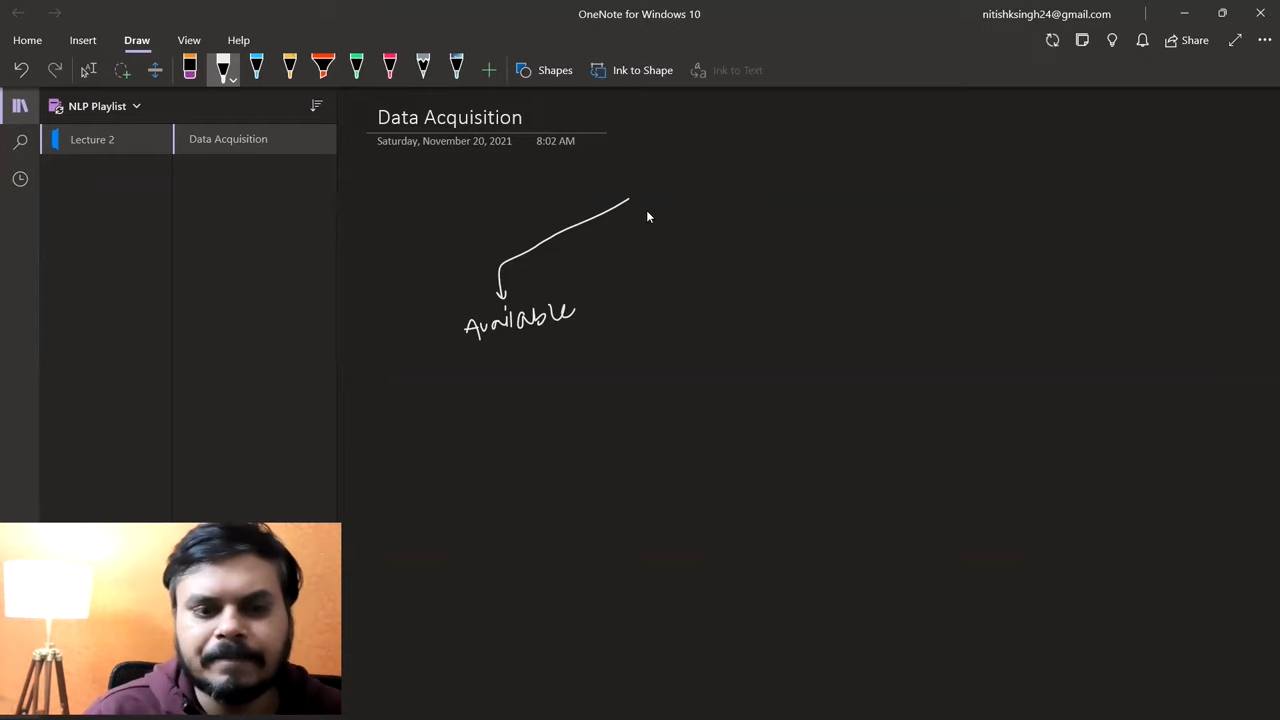 OneNote for Windows 10
nitishksingh24@gmail.com
Home Insert Draw View Help
Share
Shapes
Ink to Shape
Ink to Text
NLP Playlist
Lecture 2
Data Acquisition
Data Acquisition
Saturday, November 20, 2021 8:02 AM
Available